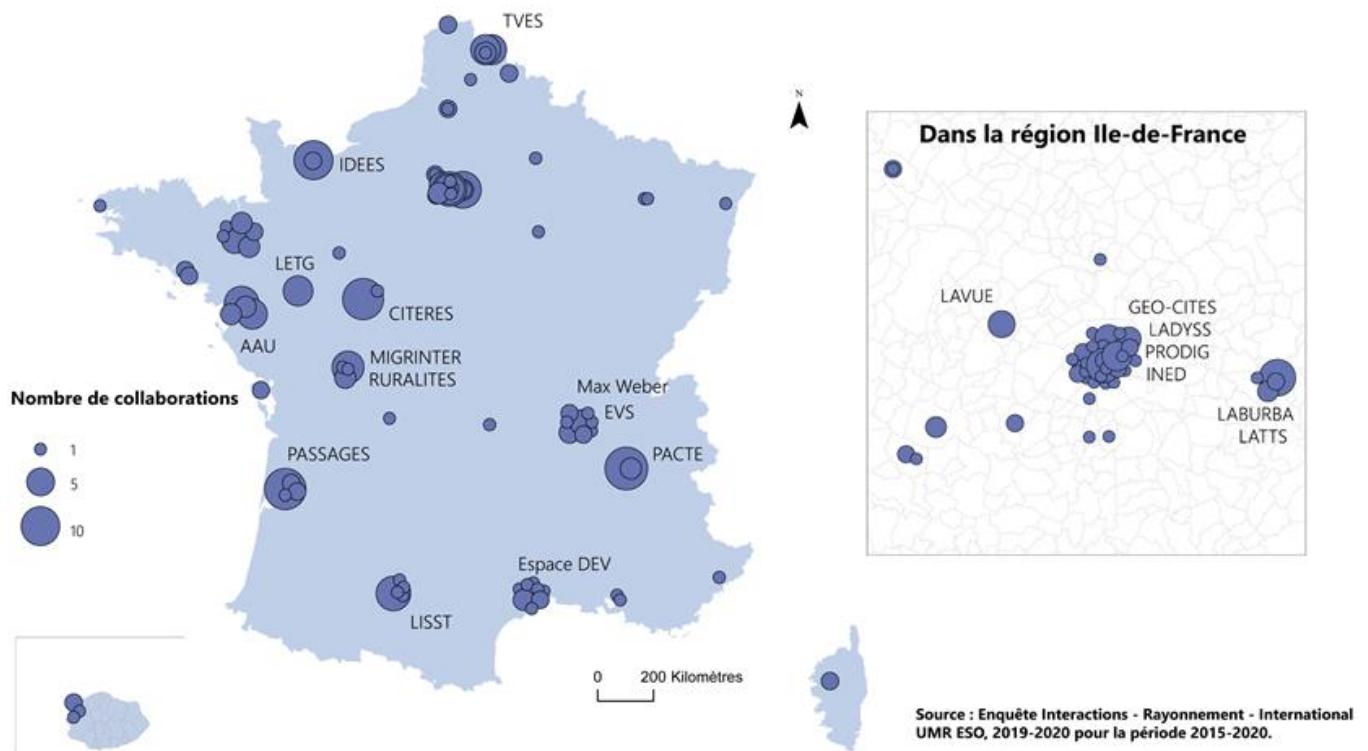 TVES
N
IDEES
LETG
CITERES
AAU
MIGRINTER
RURALITES
Max Weber
EVS
PACTE
PASSAGES
Espace DEV
LISST
Nombre de collaborations
1
5
10
0 200 Kilomètres
Dans la région Ile-de-France
LAVUE
GEO-CITES
LADYSS
PRODIG
INED
LABURBA
LATTS
Source : Enquête Interactions - Rayonnement - International
UMR ESO, 2019-2020 pour la période 2015-2020.